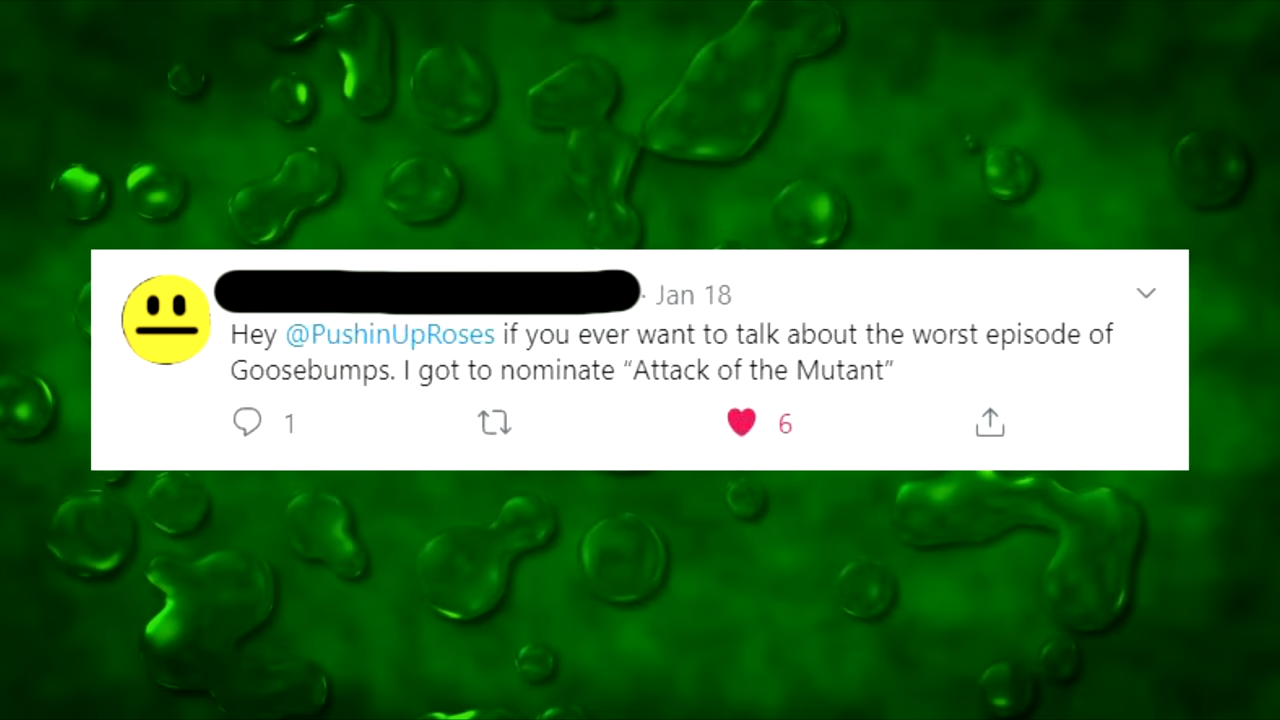 · Jan 18
Hey @PushinUpRoses if you ever want to talk about the worst episode of
Goosebumps. I got to nominate “Attack of the Mutant”
1 6